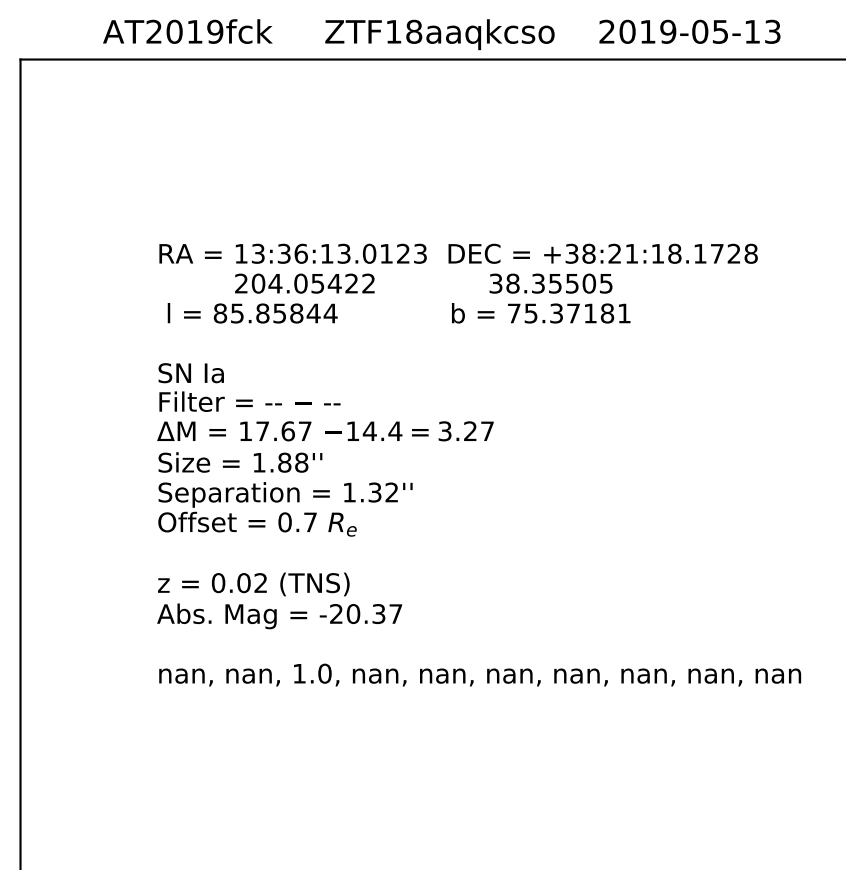 AT2019fck ZTF18aaqkcso 2019-05-13
RA = 13:36:13.0123 DEC = +38:21:18.1728
204.05422 38.35505
l = 85.85844 b = 75.37181
SN Ia
Filter = -- − --
ΔM = 17.67 −14.4 = 3.27
Size = 1.88''
Separation = 1.32''
Offset = 0.7 Re
z = 0.02 (TNS)
Abs. Mag = -20.37
nan, nan, 1.0, nan, nan, nan, nan, nan, nan, nan